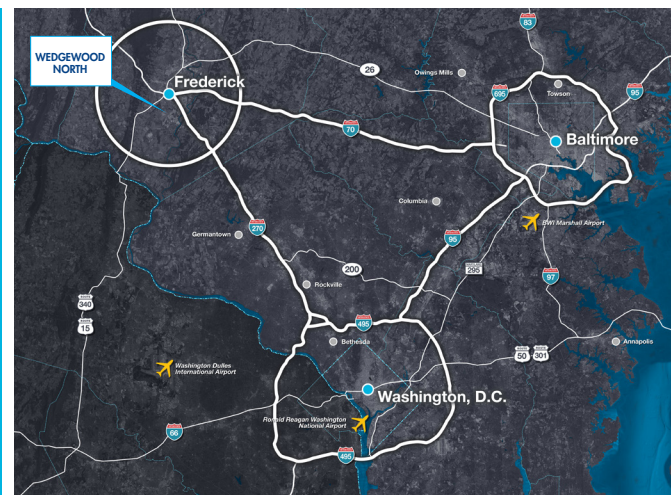 83
WEDGEWOOD
NORTH
26
Owings Mills
Frederick
695
Towson
95
70
Baltimore
Columbia
BWI Marshall Airport
Germantown
270
95
200
295
97
Rockville
340
15
495
Bethesda
50
301
Annapolis
Washington Dulles
International Airport
Washington, D.C.
Ronald Reagan Washington
National Airport
66
495